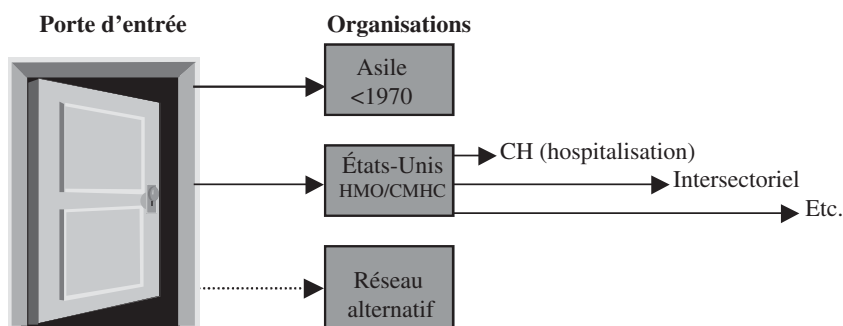 Porte d’entrée
Organisations
Asile
<1970
États-Unis
HMO/CMHC
CH (hospitalisation)
Intersectoriel
Etc.
Réseau
alternatif